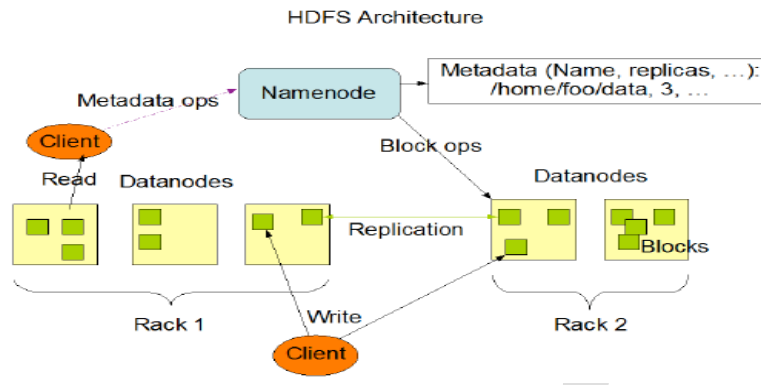 HDFS Architecture
Metadata (Name, replicas, ...):
/home/foo/data, 3, ...
Namenode
Metadata ops
Client
Block ops
Read
Datanodes
Datanodes
Replication
Blocks
Write
Rack 1
Rack 2
Client